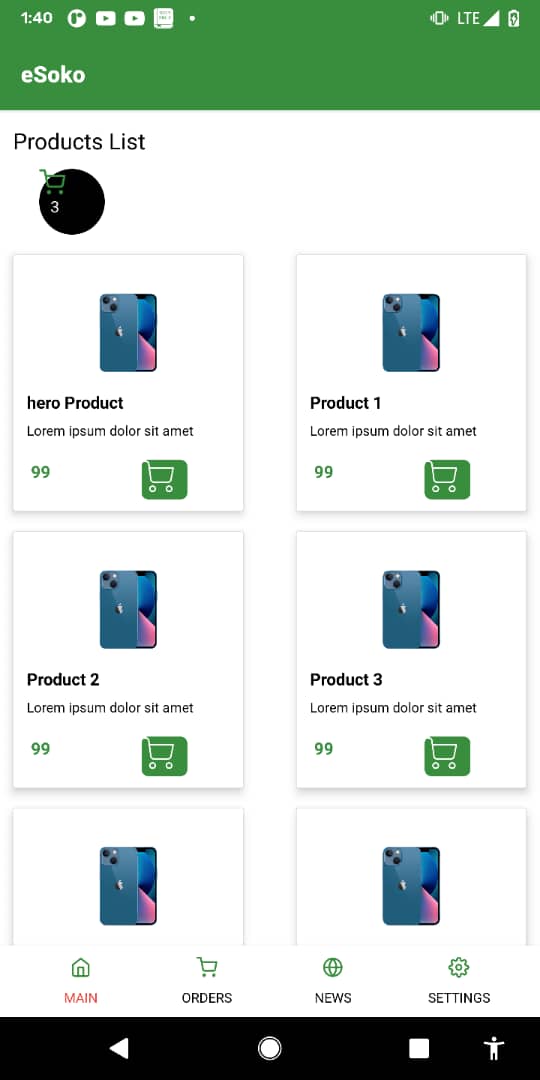 1:40 LTE
eSoko
Products List
3
hero Product
Lorem ipsum dolor sit amet
99
Product 1
Lorem ipsum dolor sit amet
99
Product 2
Lorem ipsum dolor sit amet
99
Product 3
Lorem ipsum dolor sit amet
99
MAIN ORDERS NEWS SETTINGS